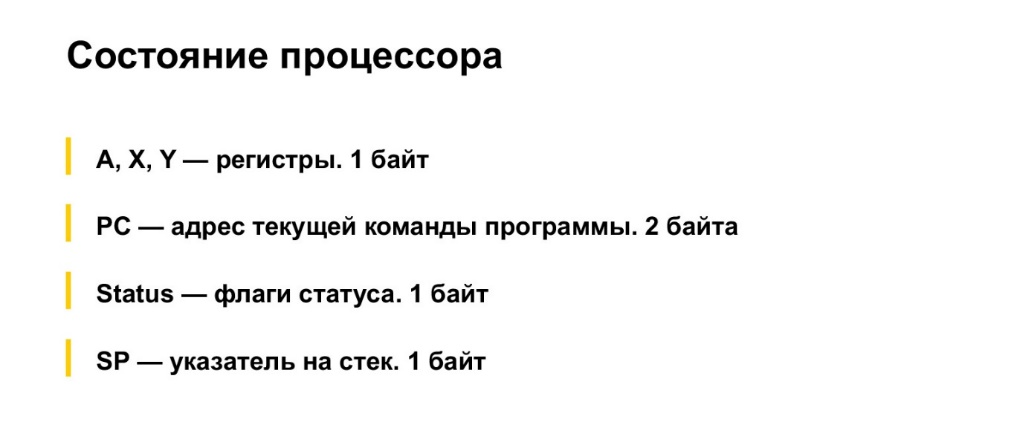 Состояние процессора
A, X, Y — регистры. 1 байт
PC — адрес текущей команды программы. 2 байта
Status — флаги статуса. 1 байт
SP — указатель на стек. 1 байт